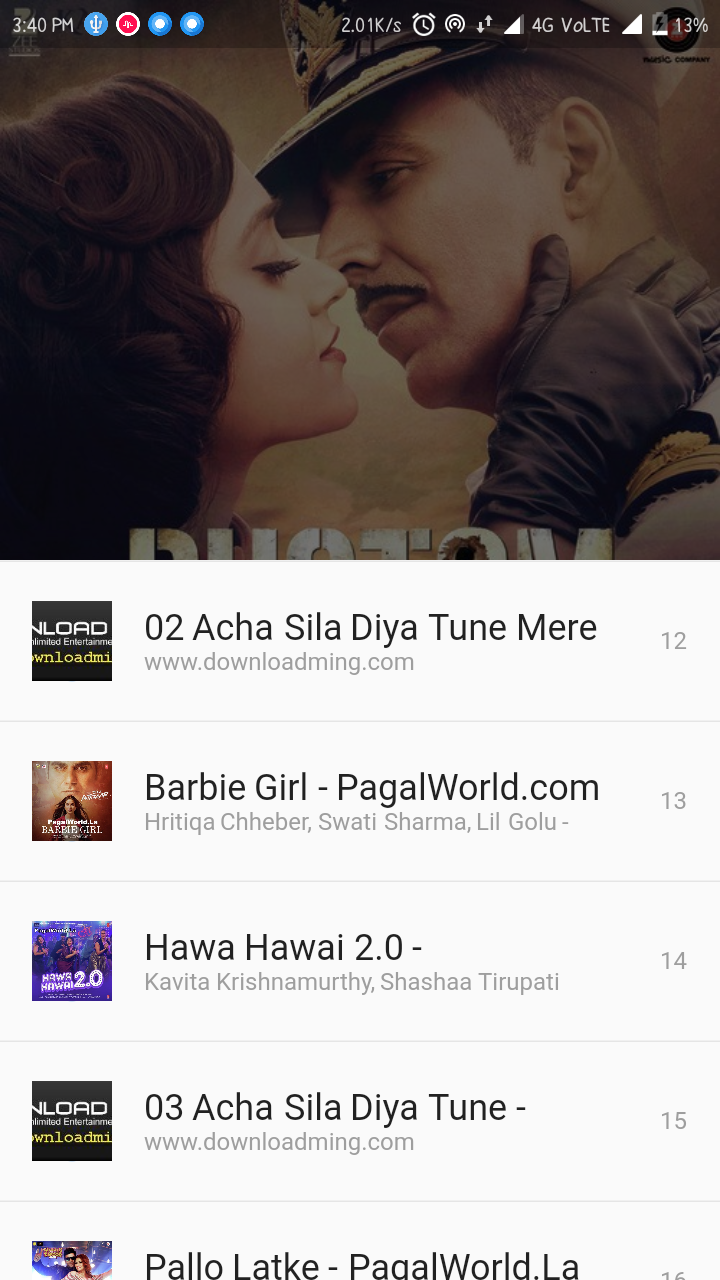 3:40 PM
2.01K/s
4G VoLTE
13%
ZEE
music COMPANY
NLOAD
nlimited Entertainme
ownloadmi
02 Acha Sila Diya Tune Mere
www.downloadming.com
12
PagalWorld.La
BARBIE GIRL
Barbie Girl - PagalWorld.com
Hritiqa Chheber, Swati Sharma, Lil Golu -
13
HAWA
HAWAI 2.0
Hawa Hawai 2.0 -
Kavita Krishnamurthy, Shashaa Tirupati
14
NLOAD
nlimited Entertainme
ownloadmi
03 Acha Sila Diya Tune -
www.downloadming.com
15
Pallo Latke - PagalWorld.La
16